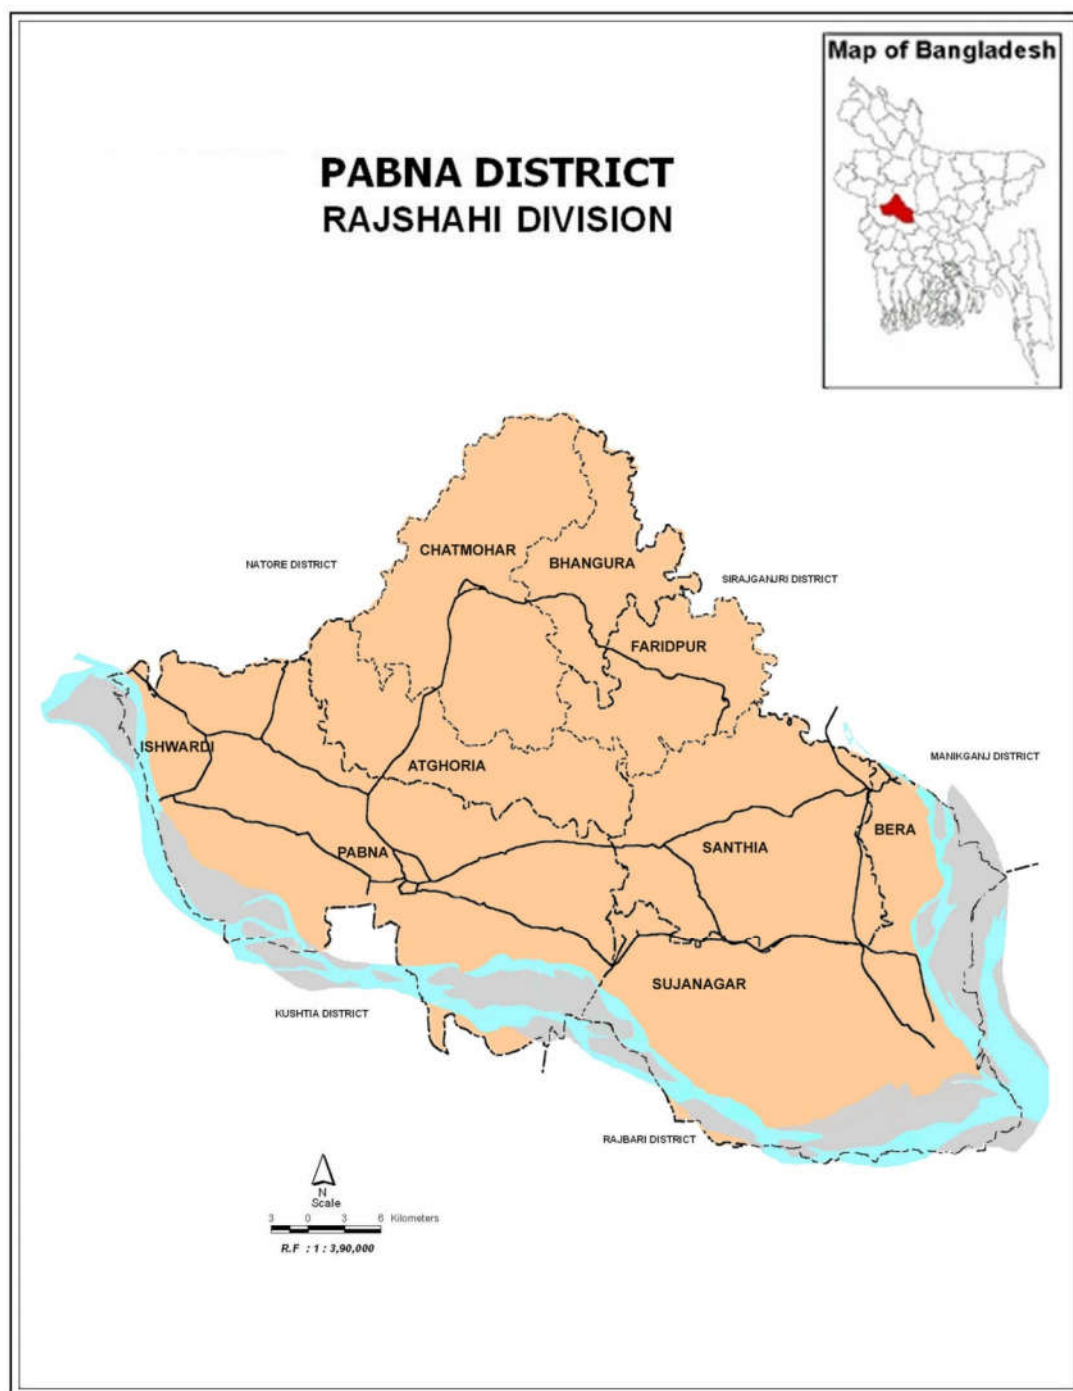 Map of Bangladesh
PABNA DISTRICT
RAJSHAHI DIVISION
CHATMOHAR
BHANGURA
NATORE DISTRICT
SIRAJGANJRI DISTRICT
FARIDPUR
ISHWARDI
MANIKGANJ DISTRICT
ATGHORIA
BERA
PABNA
SANTHIA
SUJANAGAR
KUSHTIA DISTRICT
RAJBARI DISTRICT
N
Scale
3 0 3 6 Kilometers
R.F : 1 : 3,90,000